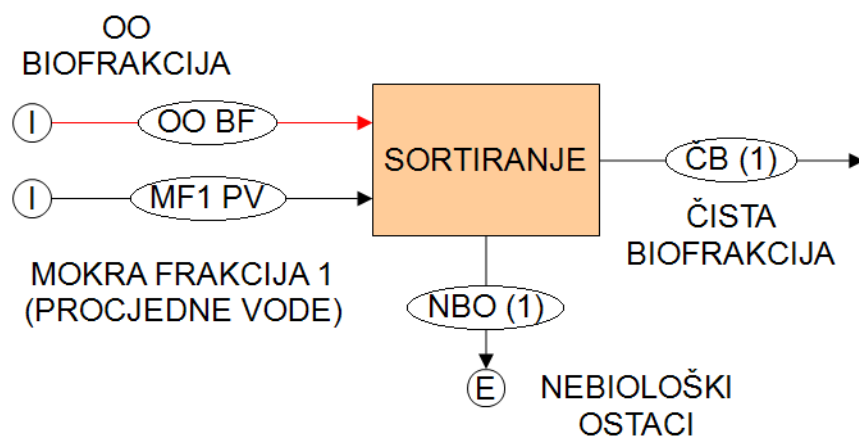 OO
BIOFRAKCIJA
I
OO BF
I
MF1 PV
MOKRA FRAKCIJA 1
(PROCJEDNE VODE)
SORTIRANJE
ČB (1)
ČISTA
BIOFRAKCIJA
NBO (1)
E
NEBIOLOŠKI
OSTACI